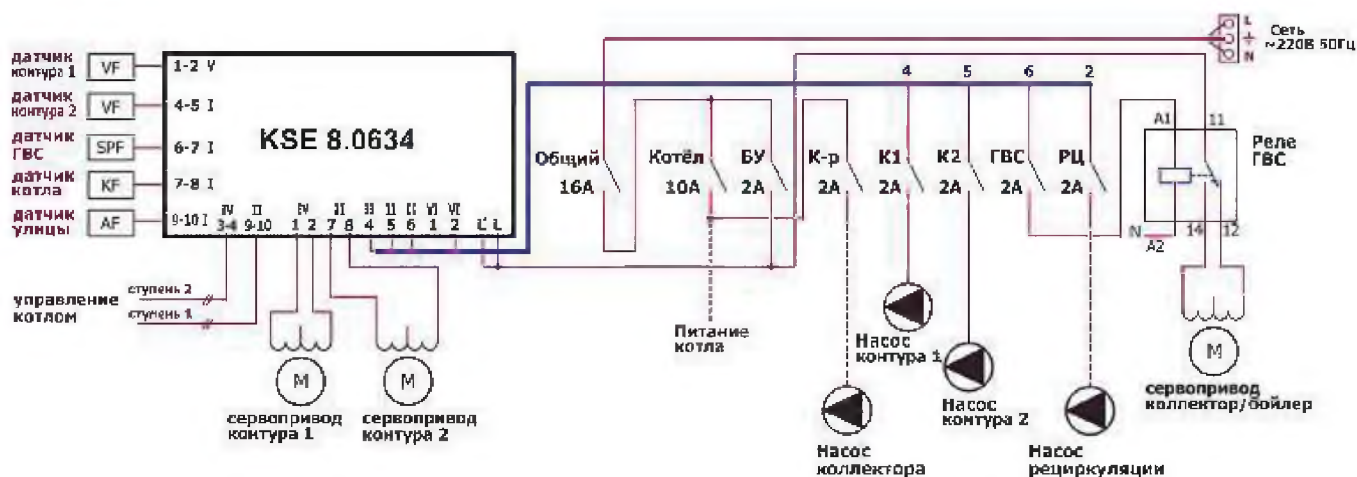 датчик
контура 1
VF
1-2 V
датчик
контура 2
VF
4-5 I
датчик
ГВС
SPF
6-7 I
датчик
котла
KF
7-8 I
датчик
улицы
AF
9-10 I
KSE 8.0634
IV II IV II III II II VI VI
3-4 9-10 1 2 7 8 4 5 6 1 2
управление
котлом
ступень 2
ступень 1
M
M
сервопривод
контура 1
сервопривод
контура 2
L
N
Сеть
~220В 50Гц
4 5 6 2
Общий
16А
Котёл
10А
БУ
2А
К-р
2А
К1
2А
К2
2А
ГВС
2А
РЦ
2А
A1
11
Реле
ГВС
N
A2
14
12
Питание
котла
Насос
контура 1
Насос
контура 2
Насос
коллектора
Насос
рециркуляции
M
сервопривод
коллектор/бойлер